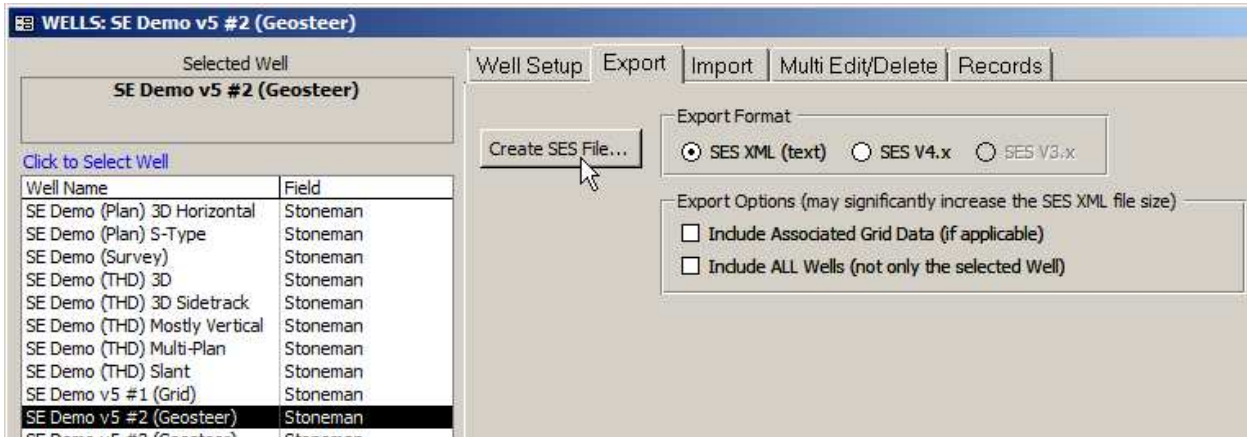 WELLS: SE Demo v5 #2 (Geosteer)
Selected Well
SE Demo v5 #2 (Geosteer)
Click to Select Well
Well Name Field
SE Demo (Plan) 3D Horizontal Stoneman
SE Demo (Plan) S-Type Stoneman
SE Demo (Survey) Stoneman
SE Demo (THD) 3D Stoneman
SE Demo (THD) 3D Sidetrack Stoneman
SE Demo (THD) Mostly Vertical Stoneman
SE Demo (THD) Multi-Plan Stoneman
SE Demo (THD) Slant Stoneman
SE Demo v5 #1 (Grid) Stoneman
SE Demo v5 #2 (Geosteer) Stoneman
Well Setup Export Import Multi Edit/Delete Records
Create SES File...
Export Format
SES XML (text) SES V4.x SES V3.x
Export Options (may significantly increase the SES XML file size)
Include Associated Grid Data (if applicable)
Include ALL Wells (not only the selected Well)